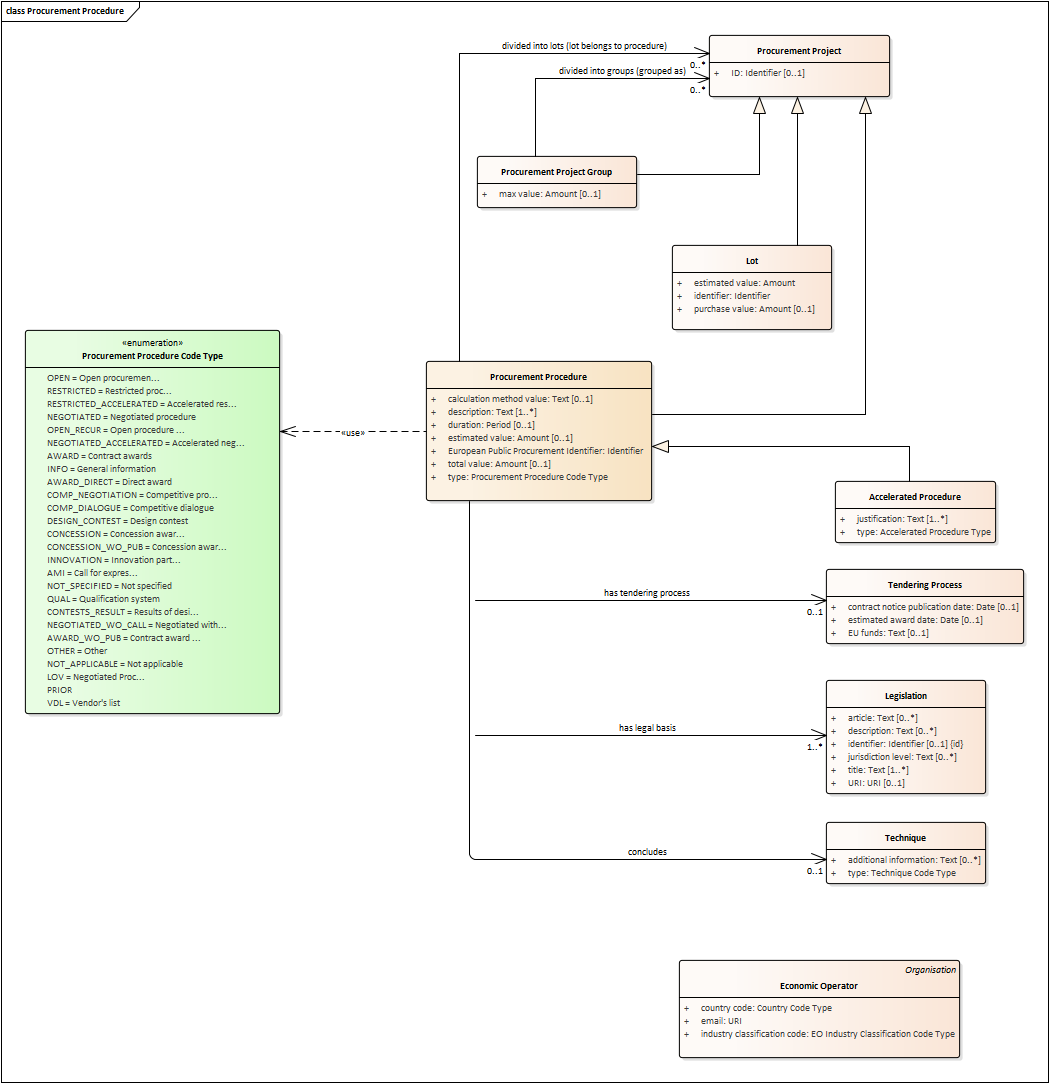 class Procurement Procedure
divided into lots (lot belongs to procedure)
0..*
divided into groups (grouped as)
0..*
Procurement Project
+ ID: Identifier [0..1]
Procurement Project Group
+ max value: Amount [0..1]
Lot
+ estimated value: Amount
+ identifier: Identifier
+ purchase value: Amount [0..1]
«enumeration»
Procurement Procedure Code Type
OPEN = Open procuremen...
RESTRICTED = Restricted proc...
RESTRICTED_ACCELERATED = Accelerated res...
NEGOTIATED = Negotiated procedure
OPEN_RECUR = Open procedure ...
NEGOTIATED_ACCELERATED = Accelerated neg...
AWARD = Contract awards
INFO = General information
AWARD_DIRECT = Direct award
COMP_NEGOTIATION = Competitive pro...
COMP_DIALOGUE = Competitive dialogue
DESIGN_CONTEST = Design contest
CONCESSION = Concession awar...
CONCESSION_WO_PUB = Concession awar...
INNOVATION = Innovation part...
AMI = Call for expres...
NOT_SPECIFIED = Not specified
QUAL = Qualification system
CONTESTS_RESULT = Results of desi...
NEGOTIATED_WO_CALL = Negotiated with...
AWARD_WO_PUB = Contract award ...
OTHER = Other
NOT_APPLICABLE = Not applicable
LOV = Negotiated Proc...
PRIOR
VDL = Vendor's list
«use»
Procurement Procedure
+ calculation method value: Text [0..1]
+ description: Text [1..*]
+ duration: Period [0..1]
+ estimated value: Amount [0..1]
+ European Public Procurement Identifier: Identifier
+ total value: Amount [0..1]
+ type: Procurement Procedure Code Type
Accelerated Procedure
+ justification: Text [1..*]
+ type: Accelerated Procedure Type
has tendering process
0..1
Tendering Process
+ contract notice publication date: Date [0..1]
+ estimated award date: Date [0..1]
+ EU funds: Text [0..1]
has legal basis
1..*
Legislation
+ article: Text [0..*]
+ description: Text [0..*]
+ identifier: Identifier [0..1] {id}
+ jurisdiction level: Text [0..*]
+ title: Text [1..*]
+ URI: URI [0..1]
concludes
0..1
Technique
+ additional information: Text [0..*]
+ type: Technique Code Type
Organisation
Economic Operator
+ country code: Country Code Type
+ email: URI
+ industry classification code: EO Industry Classification Code Type